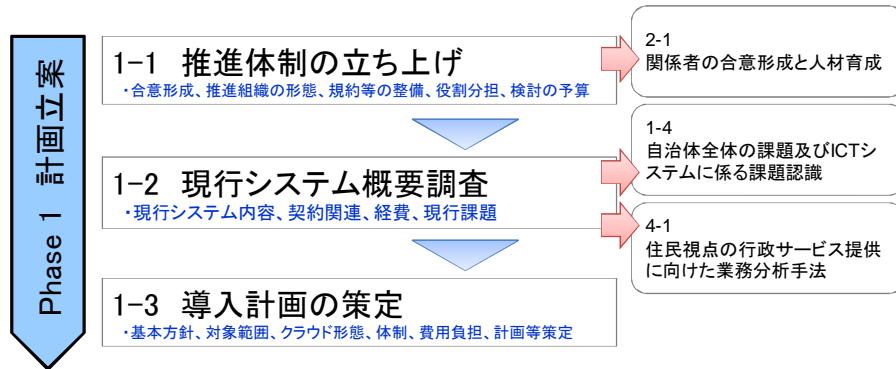 Phase 1 計画立案
1-1 推進体制の立ち上げ
・合意形成、推進組織の形態、規約等の整備、役割分担、検討の予算
2-1
関係者の合意形成と人材育成
1-2 現行システム概要調査
・現行システム内容、契約関連、経費、現行課題
1-4
自治体全体の課題及びICTシ
ステムに係る課題認識
4-1
住民視点の行政サービス提供
に向けた業務分析手法
1-3 導入計画の策定
・基本方針、対象範囲、クラウド形態、体制、費用負担、計画等策定